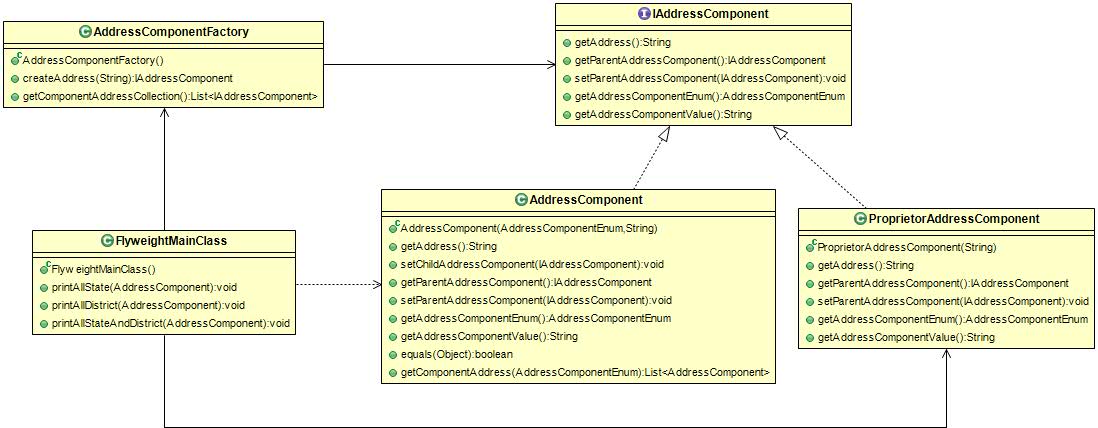 C AddressComponentFactory
C AddressComponentFactory()
createAddress(String):IAddressComponent
getComponentAddressCollection():List<IAddressComponent>
I IAddressComponent
getAddress():String
getParentAddressComponent():IAddressComponent
setParentAddressComponent(IAddressComponent):void
getAddressComponentEnum():AddressComponentEnum
getAddressComponentValue():String
C FlyweightMainClass
C FlyweightMainClass()
printAllState(AddressComponent):void
printAllDistrict(AddressComponent):void
printAllStateAndDistrict(AddressComponent):void
C AddressComponent
C AddressComponent(AddressComponentEnum,String)
getAddress():String
setChildAddressComponent(IAddressComponent):void
getParentAddressComponent():IAddressComponent
setParentAddressComponent(IAddressComponent):void
getAddressComponentEnum():AddressComponentEnum
getAddressComponentValue():String
equals(Object):boolean
getComponentAddress(AddressComponentEnum):List<AddressComponent>
C ProprietorAddressComponent
C ProprietorAddressComponent(String)
getAddress():String
getParentAddressComponent():IAddressComponent
setParentAddressComponent(IAddressComponent):void
getAddressComponentEnum():AddressComponentEnum
getAddressComponentValue():String